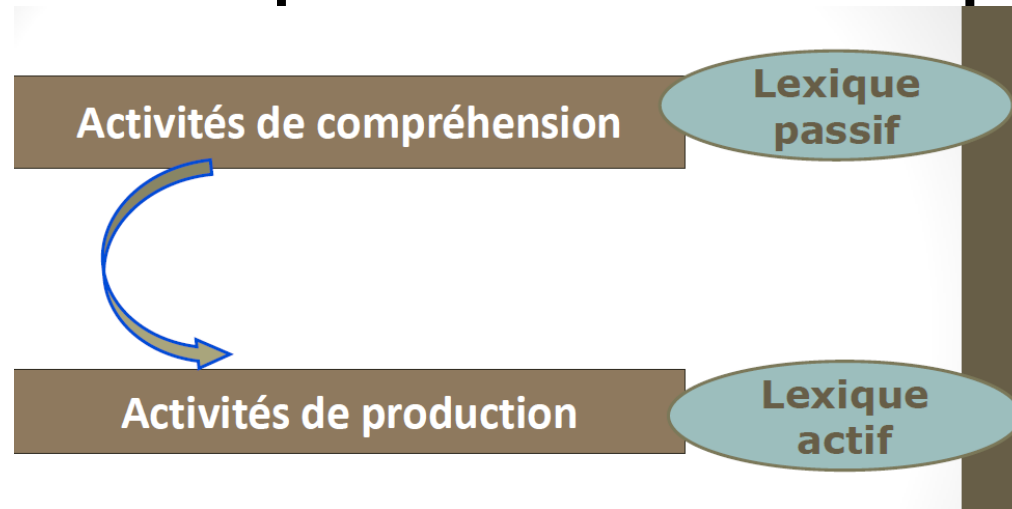 Activités de compréhension
Lexique
passif
Activités de production
Lexique
actif